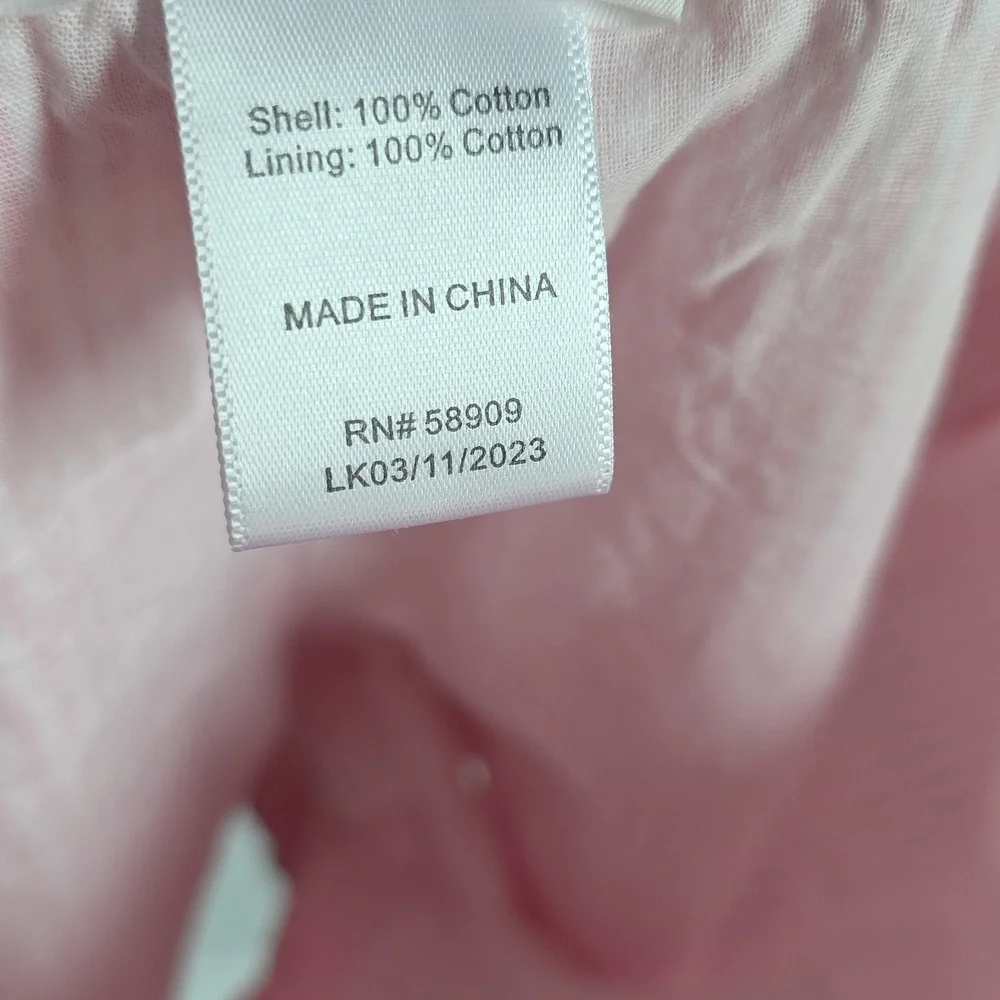 Shell: 100% Cotton
Lining: 100% Cotton
MADE IN CHINA
RN# 58909
LK03/11/2023